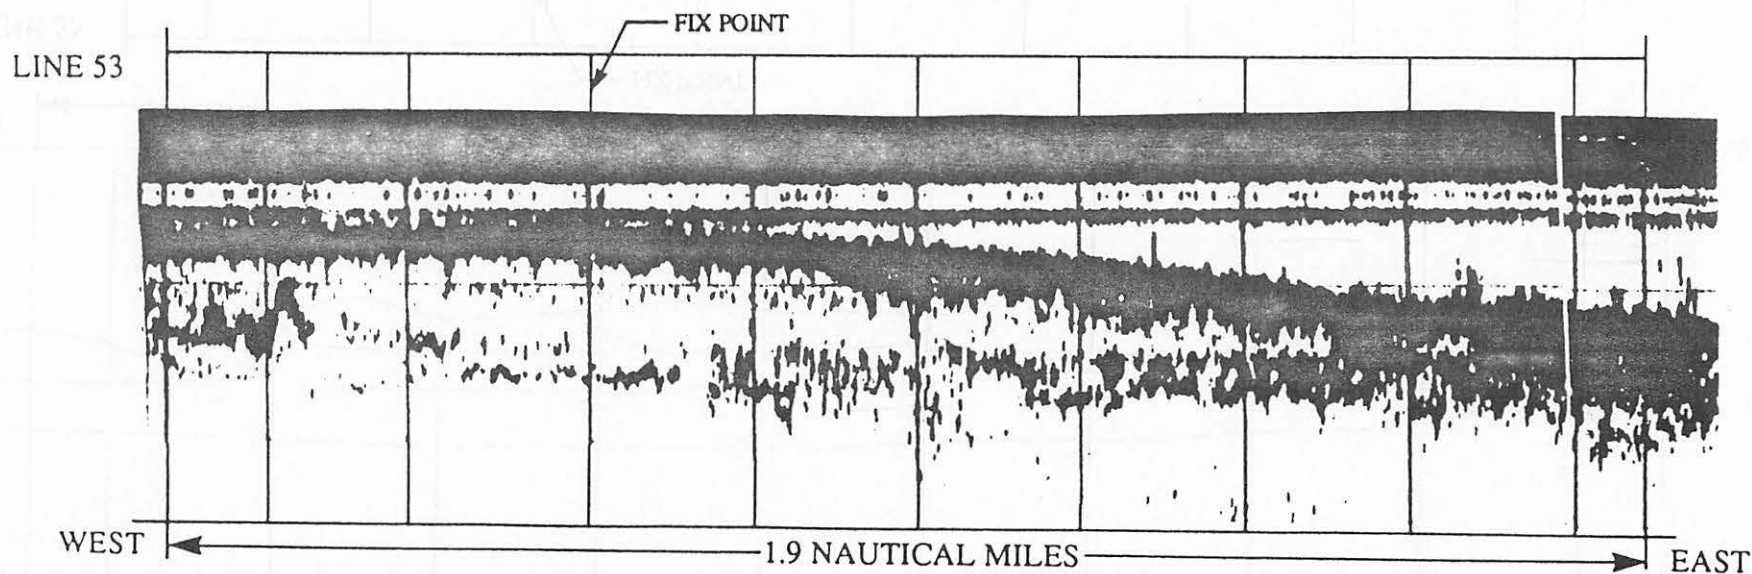 FIX POINT
LINE 53
WEST
1.9 NAUTICAL MILES
EAST